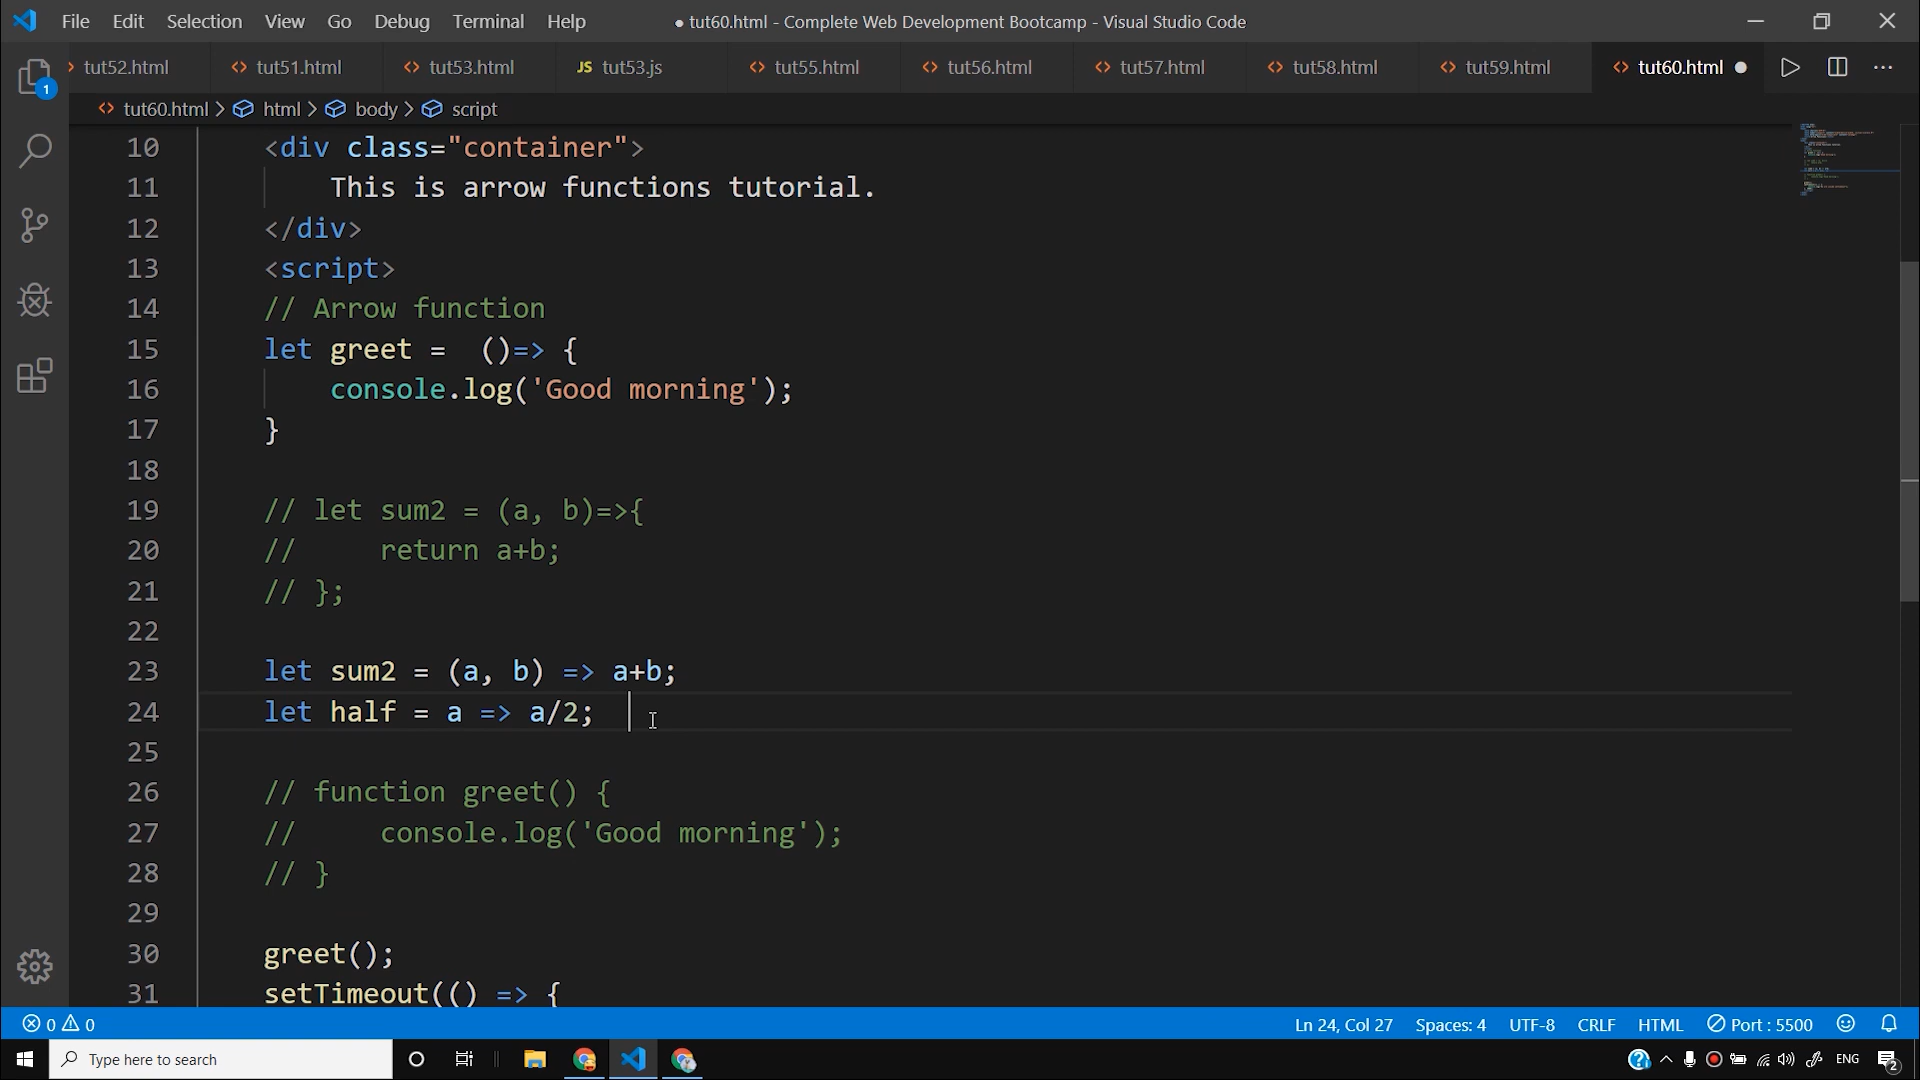 File Edit Selection View Go Debug Terminal Help
● tut60.html - Complete Web Development Bootcamp - Visual Studio Code
tut52.html <> tut51.html <> tut53.html JS tut53.js <> tut55.html <> tut56.html <> tut57.html <> tut58.html <> tut59.html <> tut60.html ●
1
<> tut60.html > html > body > script
10 <div class="container">
11 This is arrow functions tutorial.
12 </div>
13 <script>
14 // Arrow function
15 let greet =  ()=> {
16 console.log('Good morning');
17 }
18
19 // let sum2 = (a, b)=>{
20 //     return a+b;
21 // };
22
23 let sum2 = (a, b) => a+b;
24 let half = a => a/2;
25
26 // function greet() {
27 //     console.log('Good morning');
28 // }
29
30 greet();
31 setTimeout(() => {
0 0 Ln 24, Col 27 Spaces: 4 UTF-8 CRLF HTML Port : 5500
Type here to search ENG 2